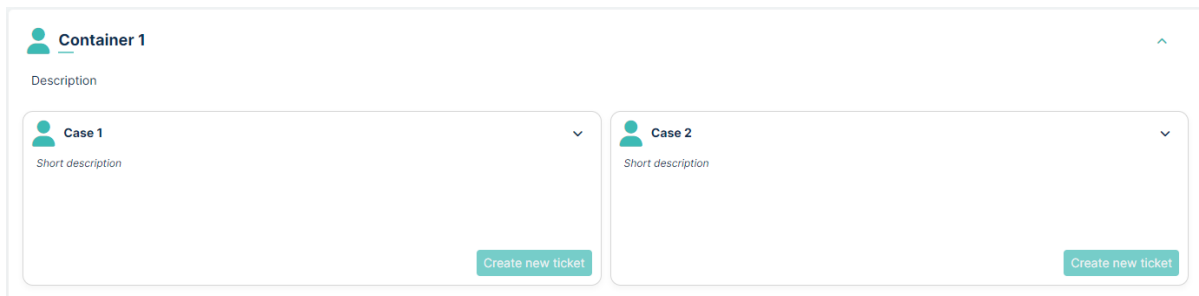 Container 1
Description
Case 1
Short description
Create new ticket
Case 2
Short description
Create new ticket